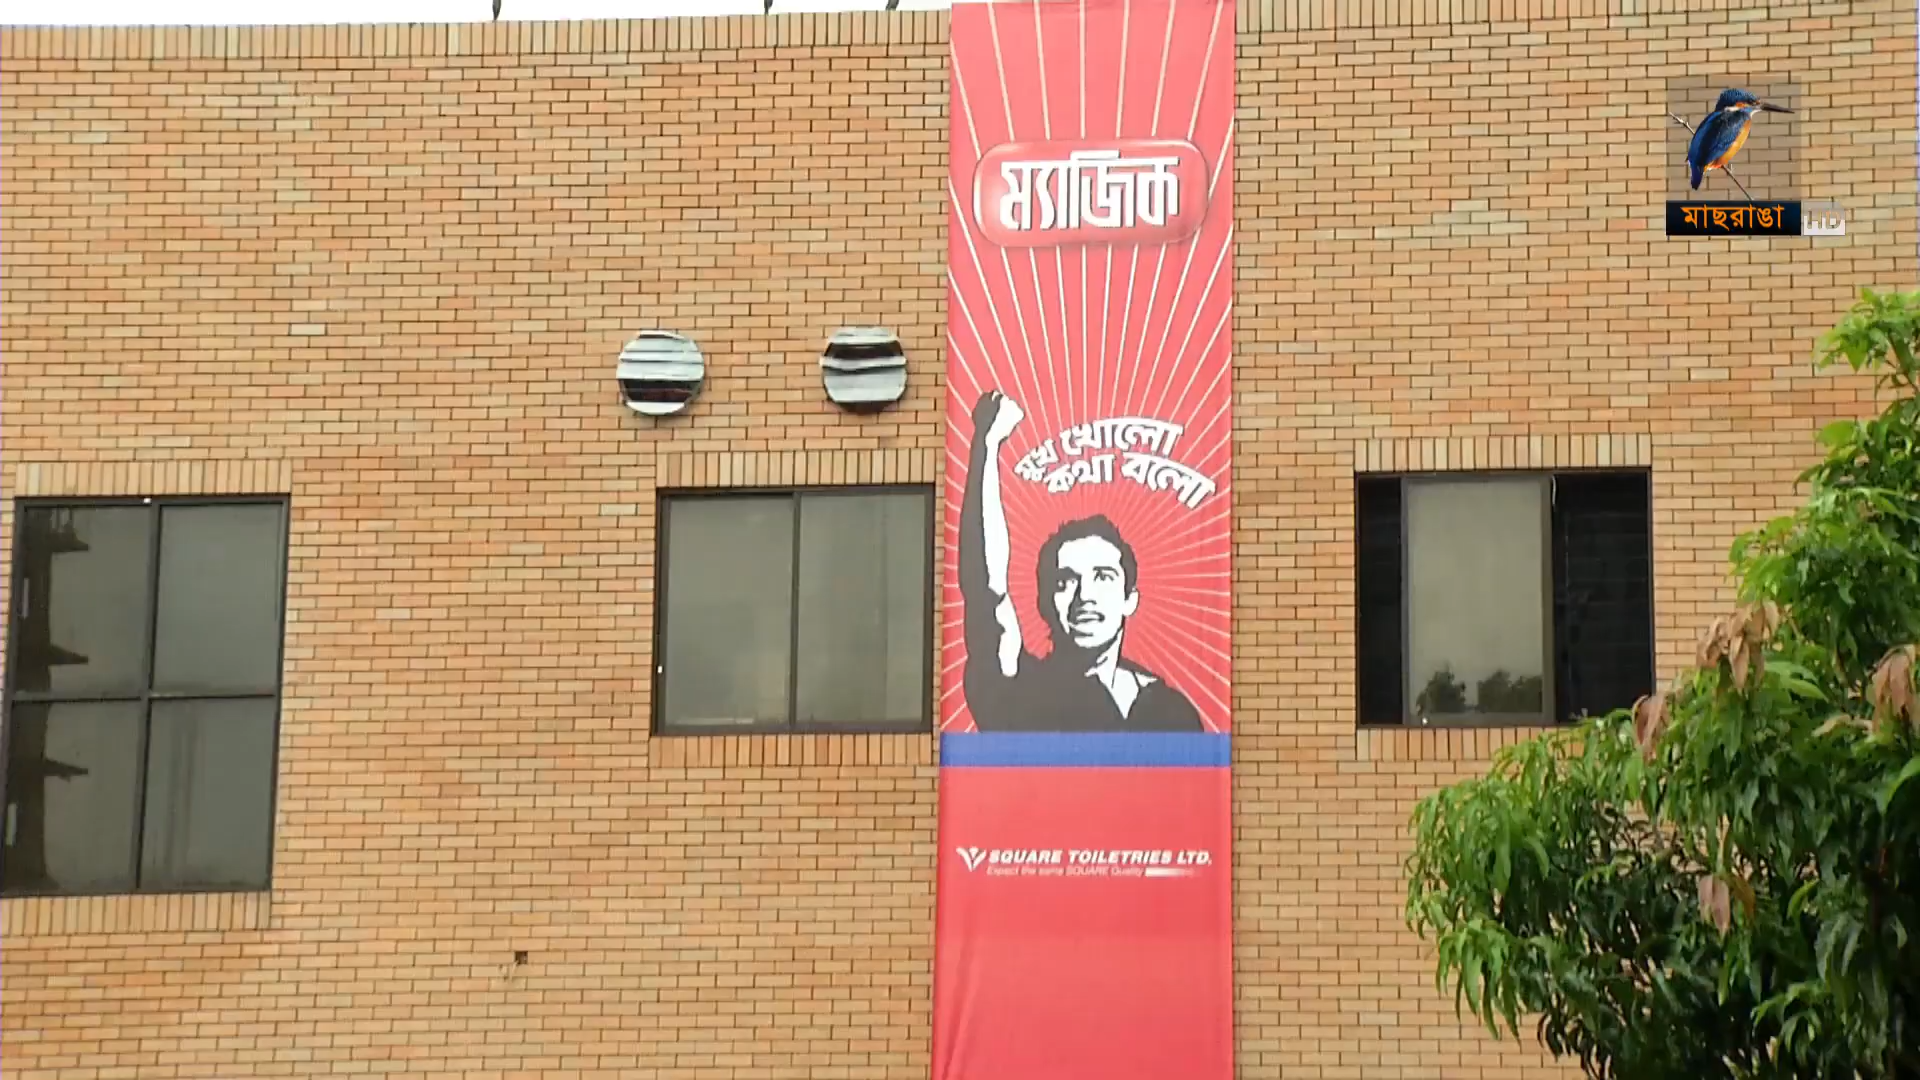 ম্যাজিক
মাছরাঙা HD
মুখ খোলো
কথা বলো
SQUARE TOILETRIES LTD.
Expect the same SQUARE Quality